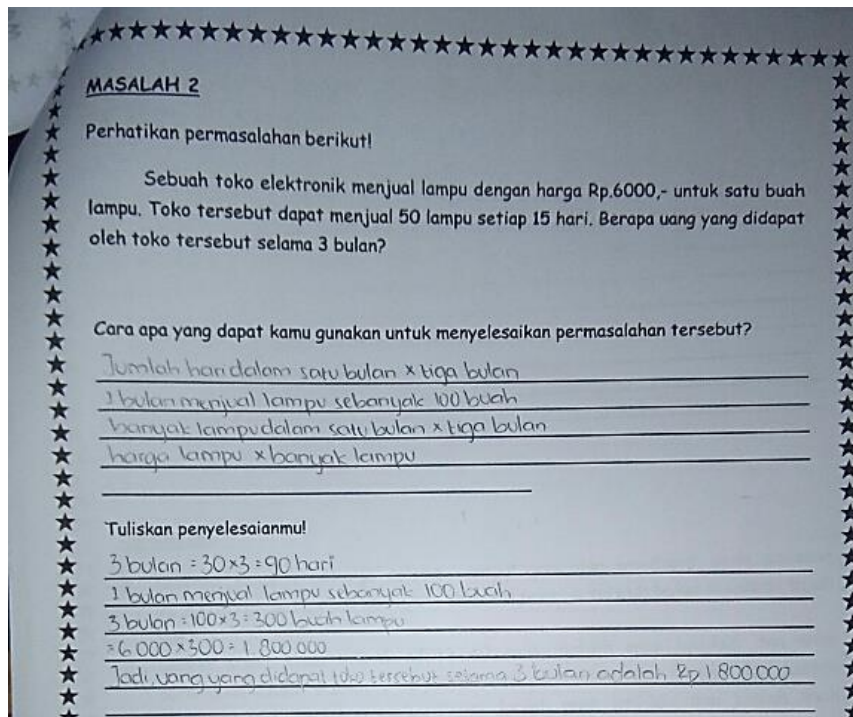 MASALAH 2
Perhatikan permasalahan berikut!
Sebuah toko elektronik menjual lampu dengan harga Rp.6000,- untuk satu buah
lampu. Toko tersebut dapat menjual 50 lampu setiap 15 hari. Berapa uang yang didapat
oleh toko tersebut selama 3 bulan?
Cara apa yang dapat kamu gunakan untuk menyelesaikan permasalahan tersebut?
Jumlah hari dalam satu bulan × tiga bulan
1 bulan menjual lampu sebanyak 100 buah
banyak lampu dalam satu bulan × tiga bulan
harga lampu × banyak lampu
Tuliskan penyelesaianmu!
3 bulan = 30×3 = 90 hari
1 bulan menjual lampu sebanyak 100 buah
3 bulan = 100×3 = 300 buah lampu
= 6.000 × 300 = 1.800.000
Jadi, uang yang didapat toko tersebut selama 3 bulan adalah Rp 1.800.000